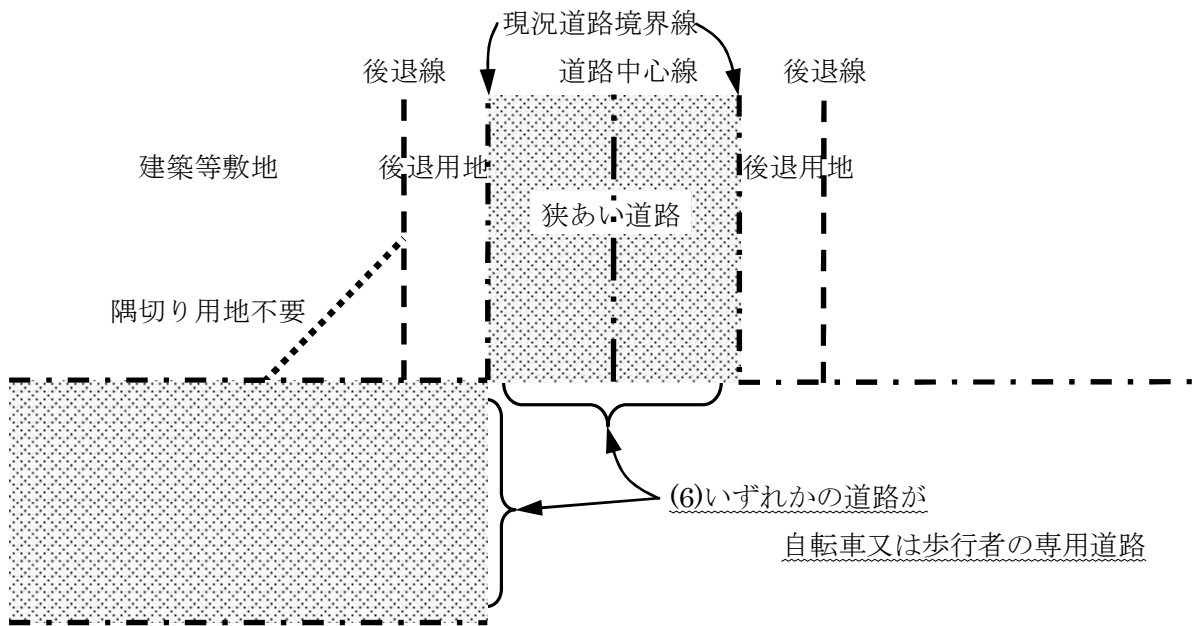 現況道路境界線
後退線
道路中心線
後退線
建築等敷地
後退用地
後退用地
狭あい道路
隅切り用地不要
(6)いずれかの道路が
自転車又は歩行者の専用道路